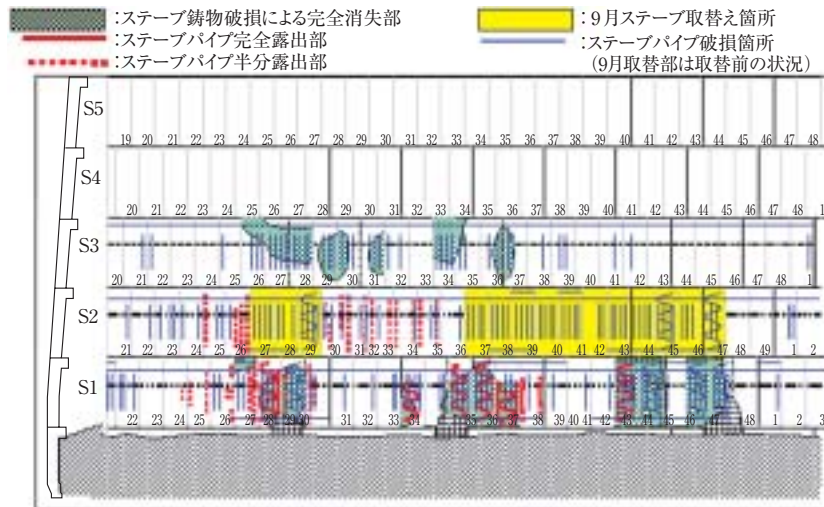 :ステーブ鋳物破損による完全消失部
:ステーブパイプ完全露出部
:ステーブパイプ半分露出部
:9月ステーブ取替え箇所
:ステーブパイプ破損箇所
(9月取替部は取替前の状況)
S5
19 20 21 22 23 24 25 26 27 28 29 30 31 32 33 34 35 36 37 38 39 40 41 42 43 44 45 46 47 48
S4
20 21 22 23 24 25 26 27 28 29 30 31 32 33 34 35 36 37 38 39 40 41 42 43 44 45 46 47 48 1
S3
20 21 22 23 24 25 26 27 28 29 30 31 32 33 34 35 36 37 38 39 40 41 42 43 44 45 46 47 48 1
S2
21 22 23 24 25 26 27 28 29 30 31 32 33 34 35 36 37 38 39 40 41 42 43 44 45 46 47 48 49 1 2
S1
22 23 24 25 26 27 28 29 30 31 32 33 34 35 36 37 38 39 40 41 42 43 44 45 46 47 48 1 2 3